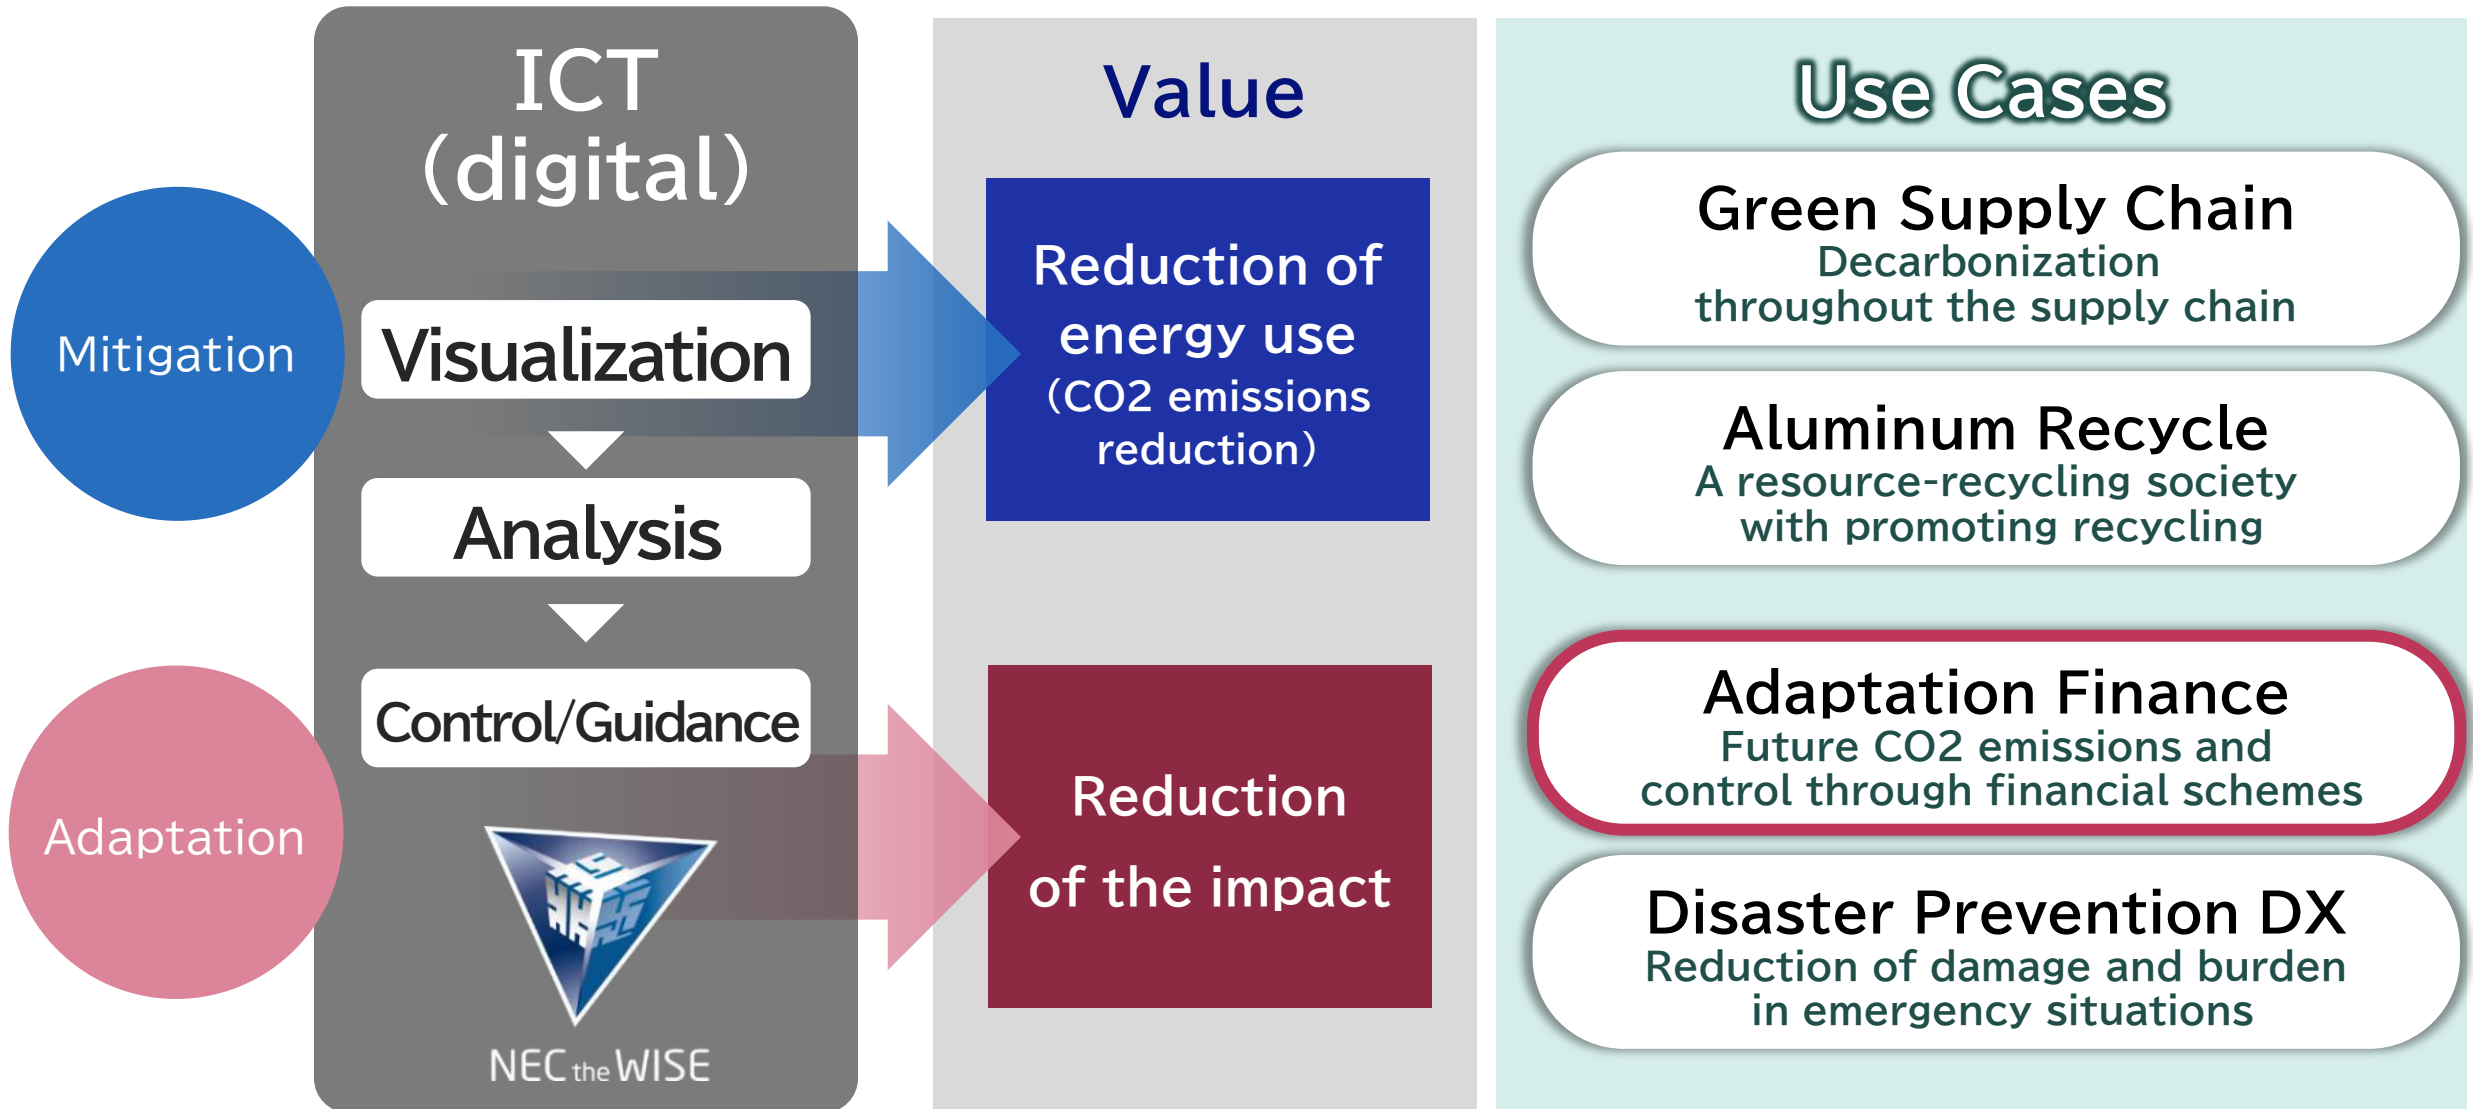 Mitigation
Adaptation
ICT
(digital)
Visualization
Analysis
Control/Guidance
NEC the WISE
Value
Reduction of
energy use
(CO2 emissions
reduction)
Reduction
of the impact
Use Cases
Green Supply Chain
Decarbonization
throughout the supply chain
Aluminum Recycle
A resource-recycling society
with promoting recycling
Adaptation Finance
Future CO2 emissions and
control through financial schemes
Disaster Prevention DX
Reduction of damage and burden
in emergency situations